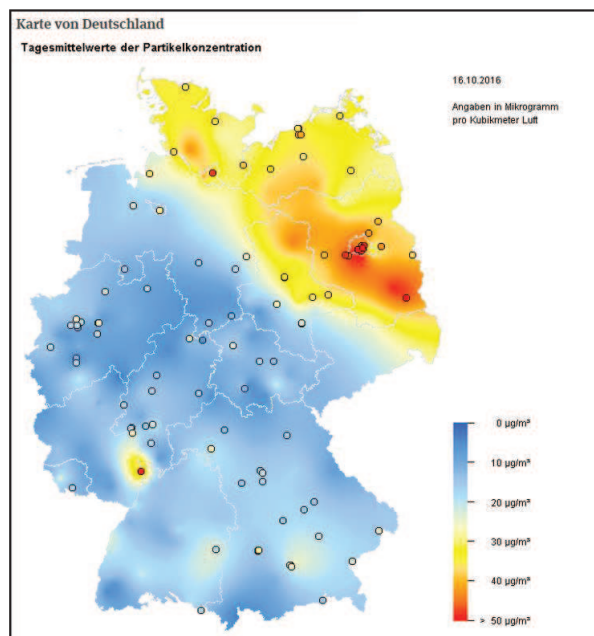 Karte von Deutschland
Tagesmittelwerte der Partikelkonzentration
16.10.2016
Angaben in Mikrogramm
pro Kubikmeter Luft
0 µg/m³
10 µg/m³
20 µg/m³
30 µg/m³
40 µg/m³
> 50 µg/m³